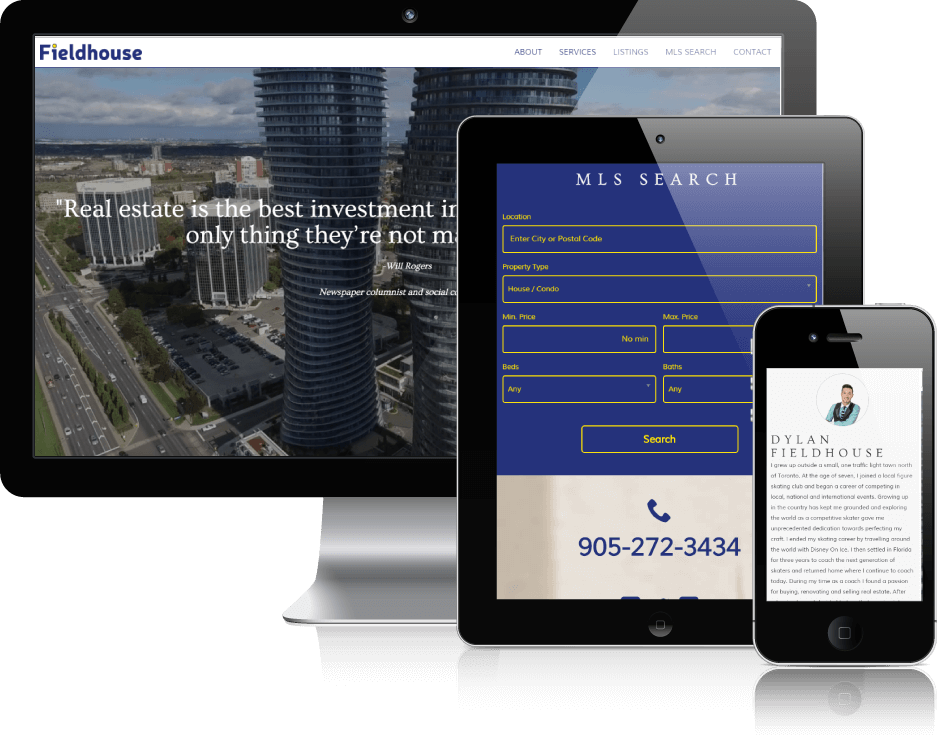 Fieldhouse
ABOUT SERVICES LISTINGS MLS SEARCH CONTACT
"Real estate is the best investment in
only thing they're not ma
-Will Rogers
Newspaper columnist and social co
MLS SEARCH
Location
Enter City or Postal Code
Property Type
House / Condo
Min. Price Max. Price
No min
Beds Baths
Any Any
Search
905-272-3434
DYLAN
FIELDHOUSE
I grew up outside a small, one traffic light town north
of Toronto. At the age of seven, I joined a local figure
skating club and began a career of competing in
local, national and international events. Growing up
in the country has kept me grounded and exploring
the world as a competitive skater gave me
unprecedented dedication towards perfecting my
craft. I ended my skating career by travelling around
the world with Disney On Ice. I then settled in Florida
for three years to coach the next generation of
skaters and returned home where I continue to coach
today. During my time as a coach I found a passion
for buying, renovating and selling real estate. After